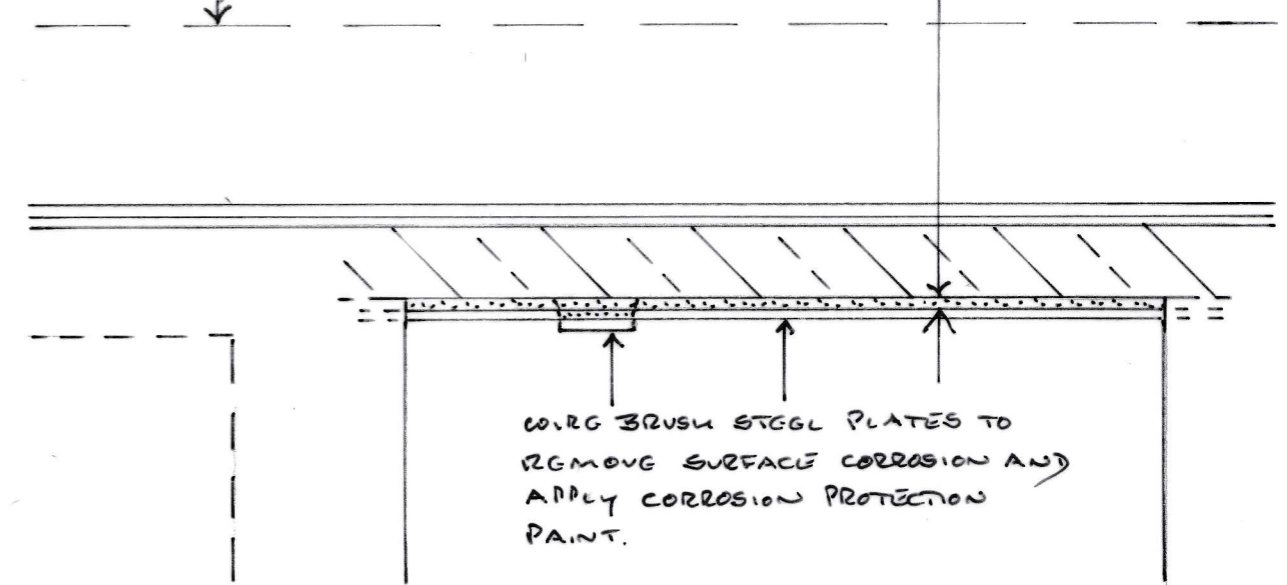 WIRE BRUSH STEEL PLATES TO
REMOVE SURFACE CORROSION AND
APPLY CORROSION PROTECTION
PAINT.